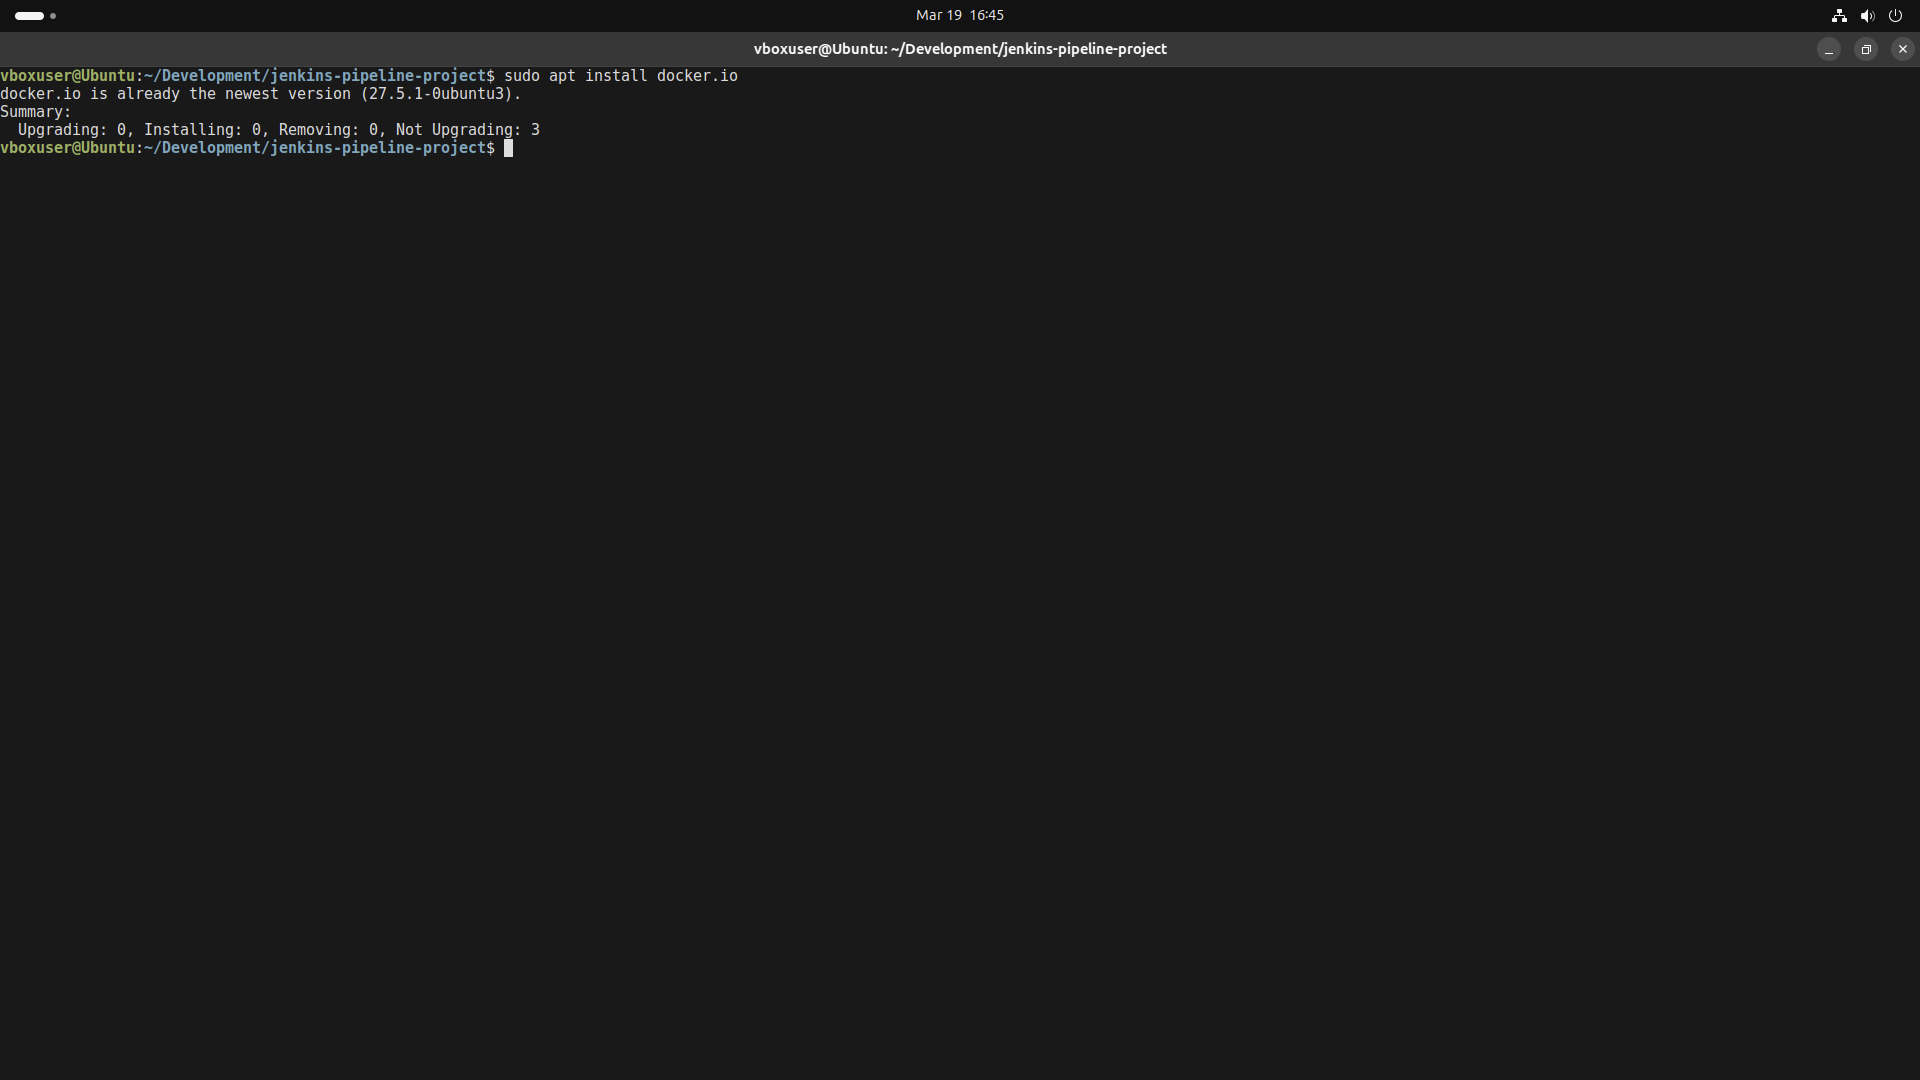 Mar 19 16:45
vboxuser@Ubuntu: ~/Development/jenkins-pipeline-project
vboxuser@Ubuntu:~/Development/jenkins-pipeline-project$ sudo apt install docker.io
docker.io is already the newest version (27.5.1-0ubuntu3).
Summary:
  Upgrading: 0, Installing: 0, Removing: 0, Not Upgrading: 3
vboxuser@Ubuntu:~/Development/jenkins-pipeline-project$